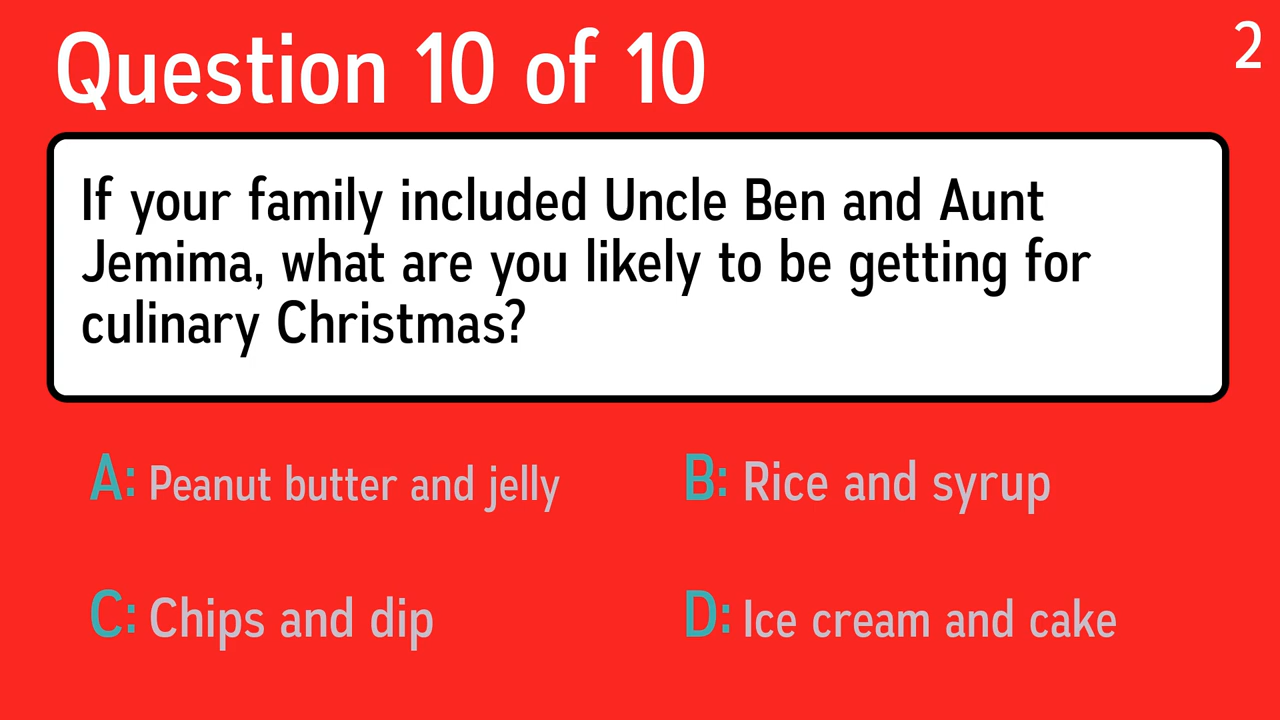 Question 10 of 10
2
If your family included Uncle Ben and Aunt
Jemima, what are you likely to be getting for
culinary Christmas?
A: Peanut butter and jelly
B: Rice and syrup
C: Chips and dip
D: Ice cream and cake